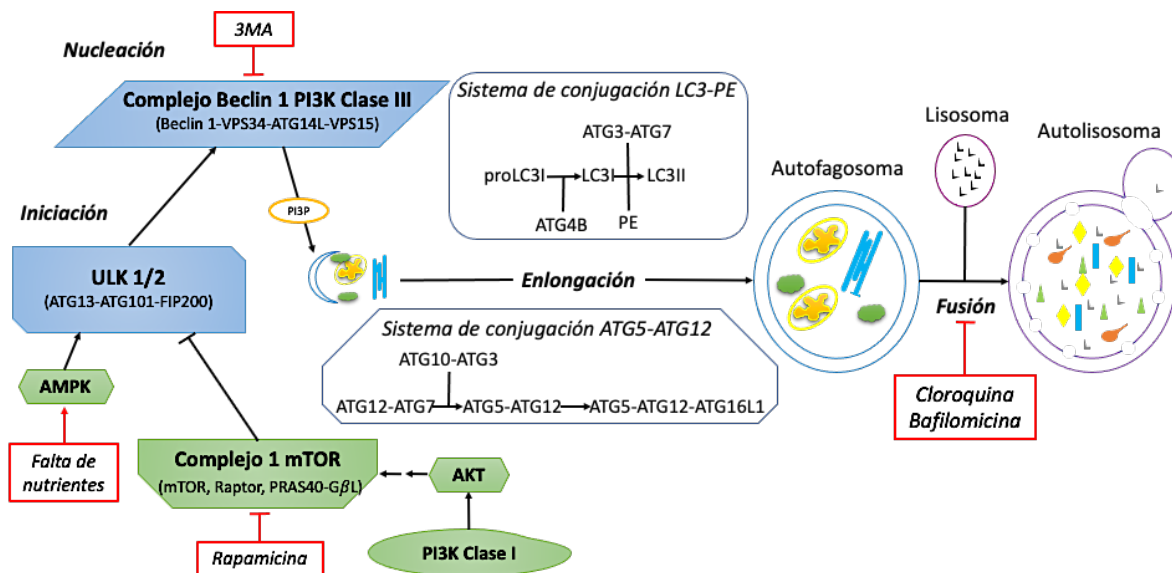 3MA
Nucleación
Complejo Beclin 1 PI3K Clase III
(Beclin 1-VPS34-ATG14L-VPS15)
Sistema de conjugación LC3-PE
ATG3-ATG7
proLC3I
LC3I
LC3II
ATG4B
PE
Lisosoma
Autolisosoma
Autofagosoma
Iniciación
PI3P
ULK 1/2
(ATG13-ATG101-FIP200)
Enlongación
Fusión
Sistema de conjugación ATG5-ATG12
ATG10-ATG3
ATG12-ATG7
ATG5-ATG12
ATG5-ATG12-ATG16L1
Cloroquina
Bafilomicina
AMPK
Falta de
nutrientes
Complejo 1 mTOR
(mTOR, Raptor, PRAS40-GβL)
AKT
Rapamicina
PI3K Clase I